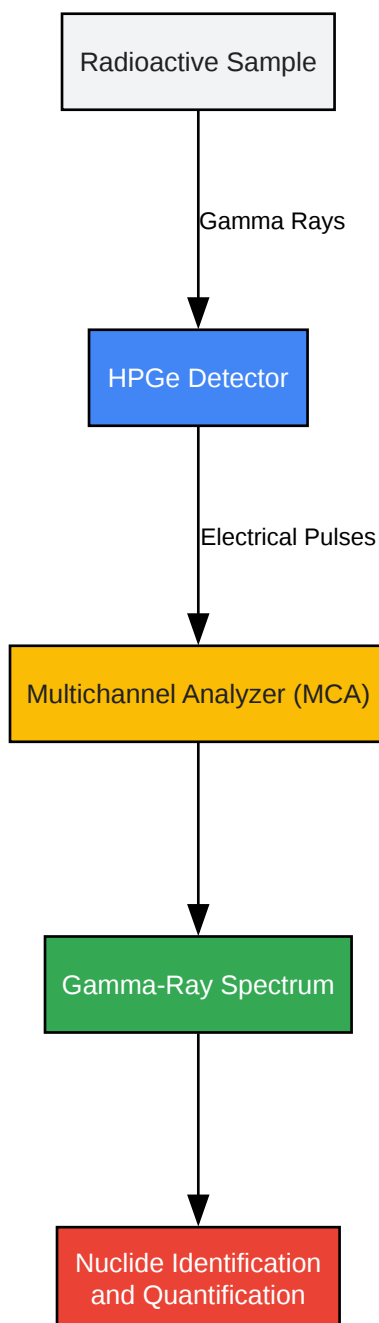 Radioactive Sample
Gamma Rays
HPGe Detector
Electrical Pulses
Multichannel Analyzer (MCA)
Gamma-Ray Spectrum
Nuclide Identification
and Quantification